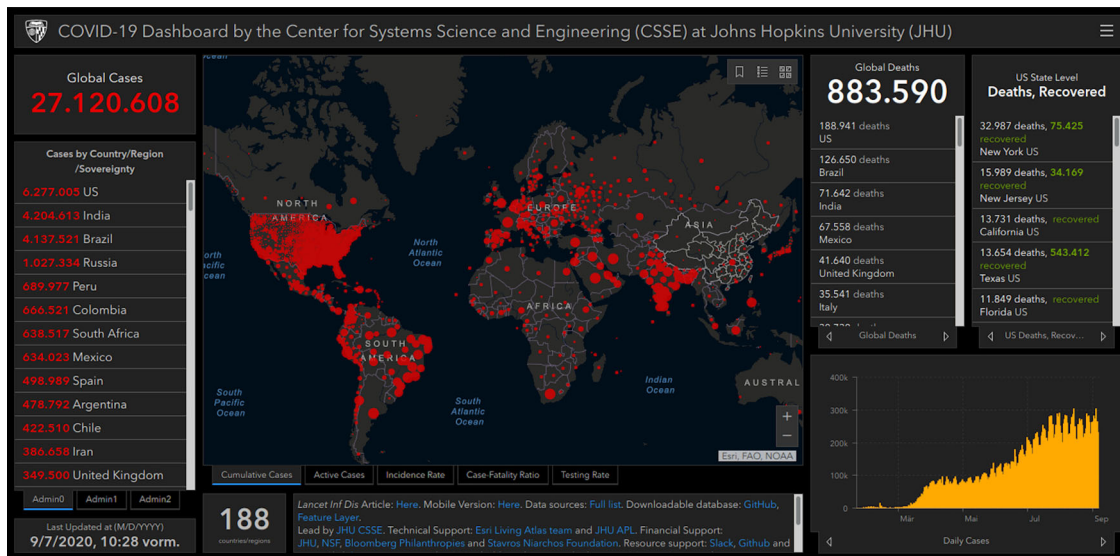 COVID-19 Dashboard by the Center for Systems Science and Engineering (CSSE) at Johns Hopkins University (JHU)
Global Cases
27.120.608
Cases by Country/Region
/Sovereignty
6.277.005 US
4.204.613 India
4.137.521 Brazil
1.027.334 Russia
689.977 Peru
666.521 Colombia
638.517 South Africa
634.023 Mexico
498.989 Spain
478.792 Argentina
422.510 Chile
386.658 Iran
349.500 United Kingdom
Admin0
Admin1
Admin2
Last Updated at (M/D/YYYY)
9/7/2020, 10:28 vorm.
Ocean
NORTH
AMERICA
North
Atlantic
Ocean
EUROPE
ASIA
AFRICA
SOUTH
AMERICA
South
Pacific
Ocean
South
Atlantic
Ocean
Indian
Ocean
AUSTRAL
+
−
Esri, FAO, NOAA
Cumulative Cases
Active Cases
Incidence Rate
Case-Fatality Ratio
Testing Rate
188
countries/regions
Lancet Inf Dis Article: Here. Mobile Version: Here. Data sources: Full list. Downloadable database: GitHub,
Feature Layer.
Lead by JHU CSSE. Technical Support: Esri Living Atlas team and JHU APL. Financial Support:
JHU, NSF, Bloomberg Philanthropies and Stavros Niarchos Foundation. Resource support: Slack, Github and
Global Deaths
883.590
188.941 deaths
US
126.650 deaths
Brazil
71.642 deaths
India
67.558 deaths
Mexico
41.640 deaths
United Kingdom
35.541 deaths
Italy
Global Deaths
US State Level
Deaths, Recovered
32.987 deaths, 75.425
recovered
New York US
15.989 deaths, 34.169
recovered
New Jersey US
13.731 deaths, recovered
California US
13.654 deaths, 543.412
recovered
Texas US
11.849 deaths, recovered
Florida US
US Deaths, Recov...
400k
300k
200k
100k
0
Mär
Mai
Jul
Sep
Daily Cases